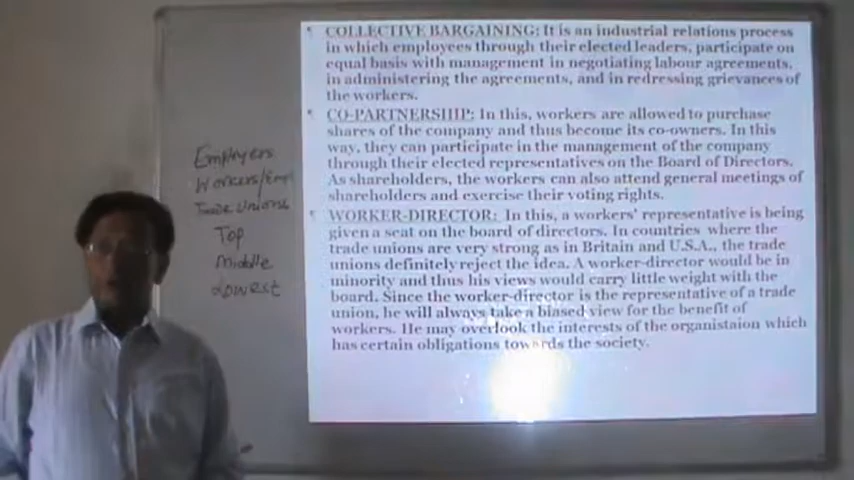 COLLECTIVE BARGAINING: It is an industrial relations process
in which employees through their elected leaders, participate on
equal basis with management in negotiating labour agreements,
in administering the agreements, and in redressing grievances of
the workers.
CO-PARTNERSHIP: In this, workers are allowed to purchase
shares of the company and thus become its co-owners. In this
way, they can participate in the management of the company
through their elected representatives on the Board of Directors.
As shareholders, the workers can also attend general meetings of
shareholders and exercise their voting rights.
WORKER-DIRECTOR: In this, a workers' representative is being
given a seat on the board of directors. In countries where the
trade unions are very strong as in Britain and U.S.A., the trade
unions definitely reject the idea. A worker-director would be in
minority and thus his views would carry little weight with the
board. Since the worker-director is the representative of a trade
union, he will always take a biased view for the benefit of
workers. He may overlook the interests of the organistaion which
has certain obligations towards the society.
Employers
Workers/Emp
Trade Unions
Top
Middle
Lowest